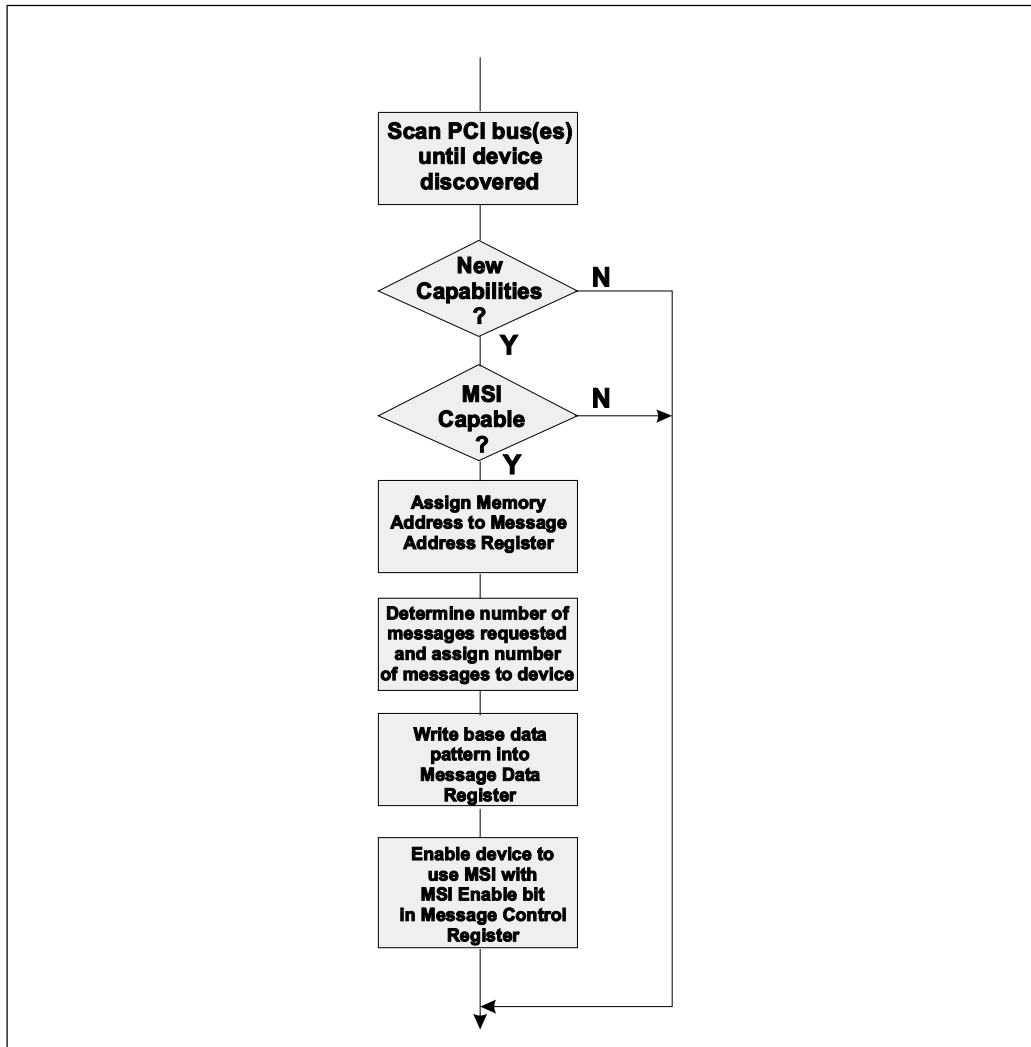 Scan PCI bus(es)
until device
discovered
New
Capabilities
?
N
Y
MSI
Capable
?
N
Y
Assign Memory
Address to Message
Address Register
Determine number of
messages requested
and assign number
of messages to device
Write base data
pattern into
Message Data
Register
Enable device to
use MSI with
MSI Enable bit
in Message Control
Register